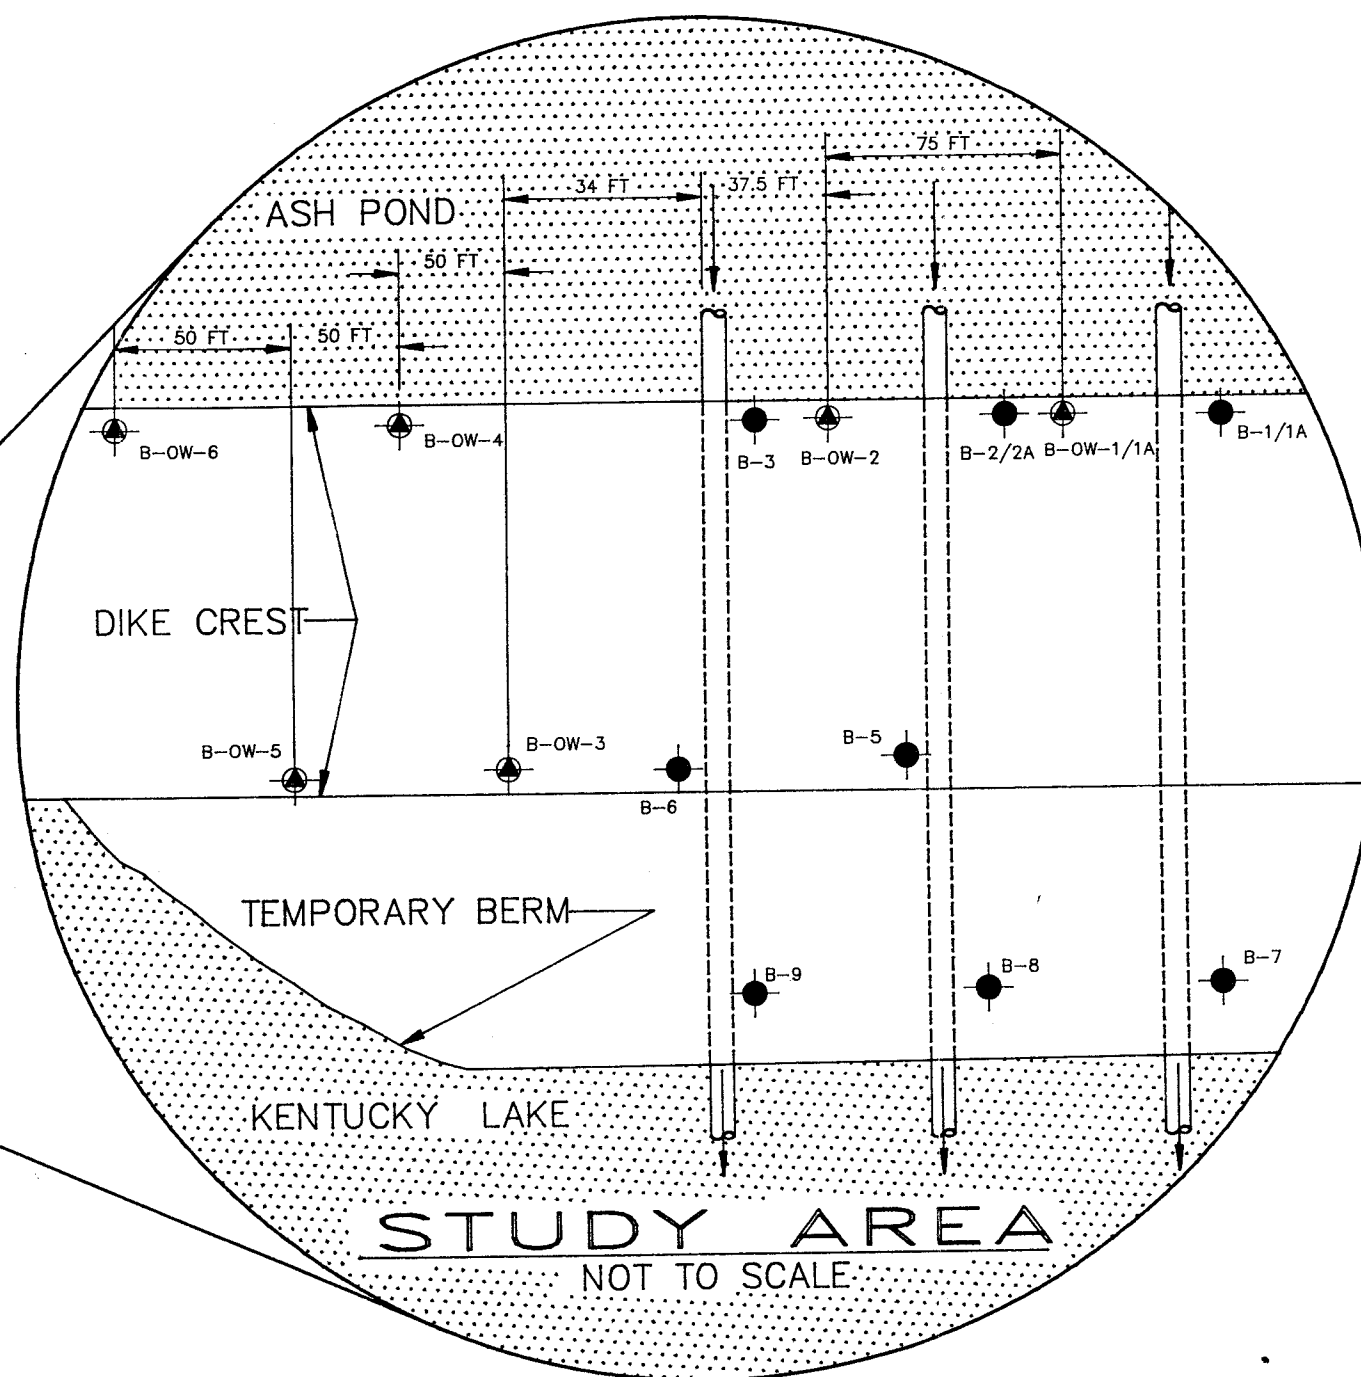 75 FT
34 FT
37.5 FT
ASH POND
50 FT
50 FT
50 FT
B-OW-6
B-OW-4
B-3
B-OW-2
B-2/2A
B-OW-1/1A
B-1/1A
DIKE CREST
B-OW-5
B-OW-3
B-5
B-6
TEMPORARY BERM
B-9
B-8
B-7
KENTUCKY LAKE
STUDY AREA
NOT TO SCALE